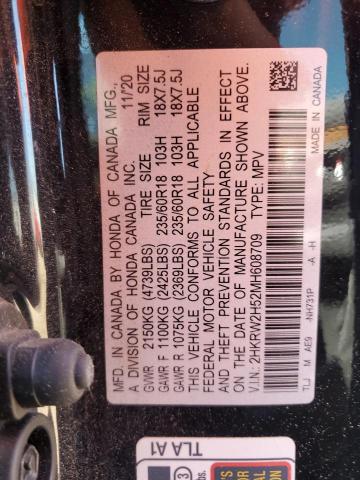 MFD. IN CANADA BY HONDA OF CANADA MFG.,
A DIV. OF HONDA CANADA INC. 11/20
TIRE SIZE RIM SIZE
GVWR 2150KG (4739LBS)
GAWR F 1100KG (2425LBS) 235/60R18 103H 18X7.5J
GAWR R 1075KG (2369LBS) 235/60R18 103H 18X7.5J
THIS VEHICLE CONFORMS TO ALL APPLICABLE
FEDERAL MOTOR VEHICLE SAFETY
AND THEFT PREVENTION STANDARDS IN EFFECT
ON THE DATE OF MANUFACTURE SHOWN ABOVE.
V.I.N.: 2HKRW2H52MH608709 TYPE: MPV
TLJ M AE9 -NH731P -A -H MADE IN CANADA
TLA A1